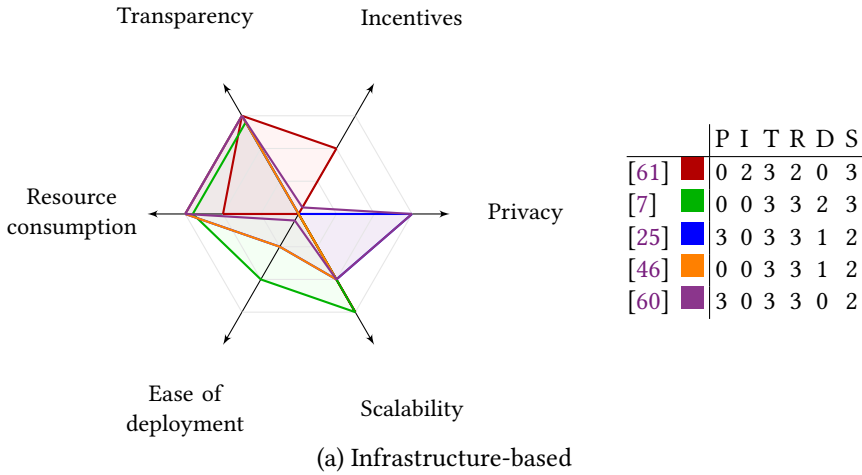 Transparency
Incentives
Resource
consumption
Privacy
Ease of
deployment
Scalability
P I T R D S
[61] 0 2 3 2 0 3
[7] 0 0 3 3 2 3
[25] 3 0 3 3 1 2
[46] 0 0 3 3 1 2
[60] 3 0 3 3 0 2
(a) Infrastructure-based